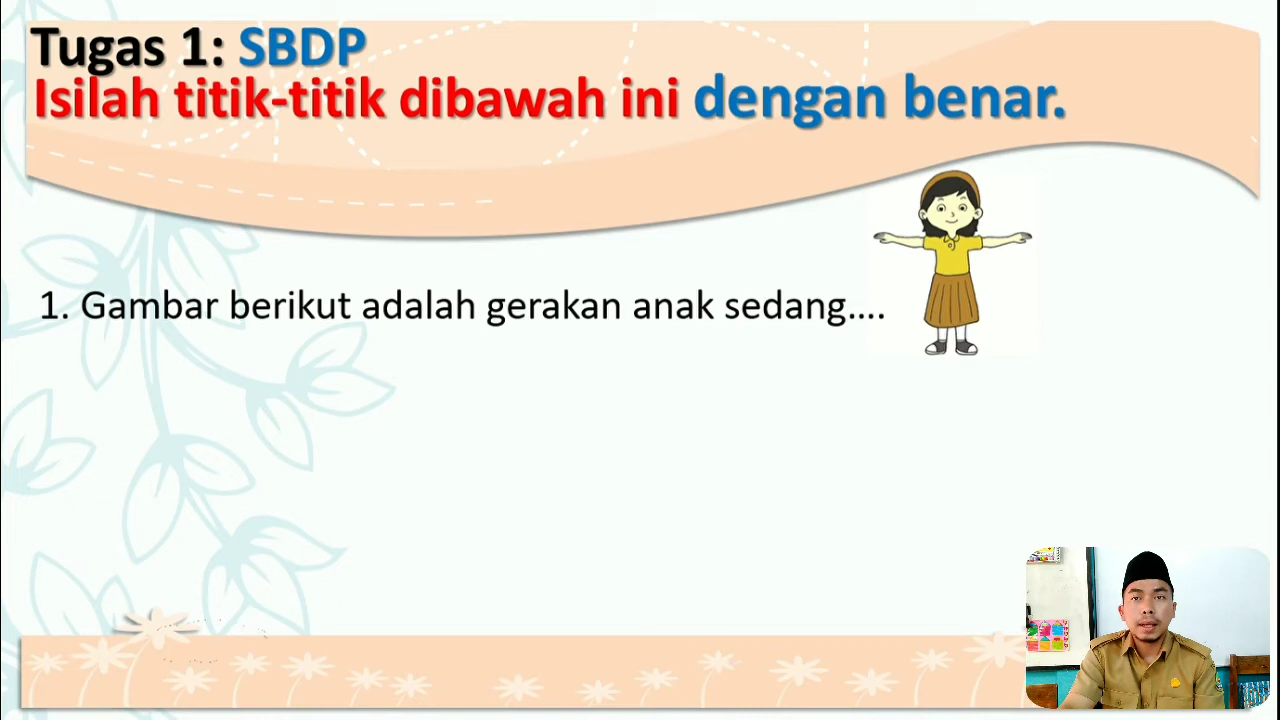 Tugas 1: SBDP
Isilah titik-titik dibawah ini dengan benar.
1. Gambar berikut adalah gerakan anak sedang....